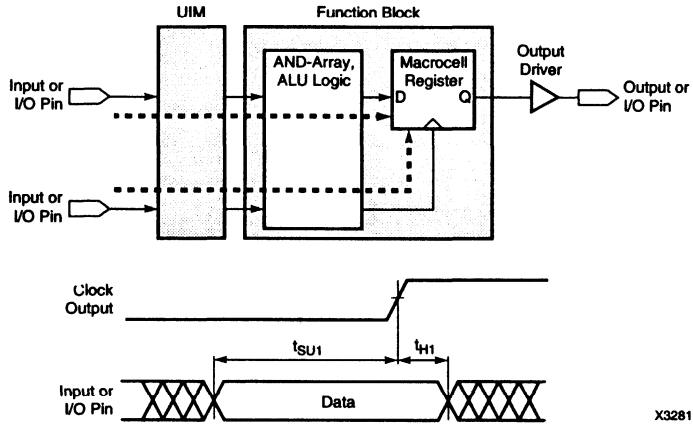 UIM
Function Block
AND-Array,
ALU Logic
Macrocell
Register
D
Q
Output
Driver
Input or
I/O Pin
Output or
I/O Pin
Input or
I/O Pin
Clock
Output
tSU1
tH1
Input or
I/O Pin
Data
X3281